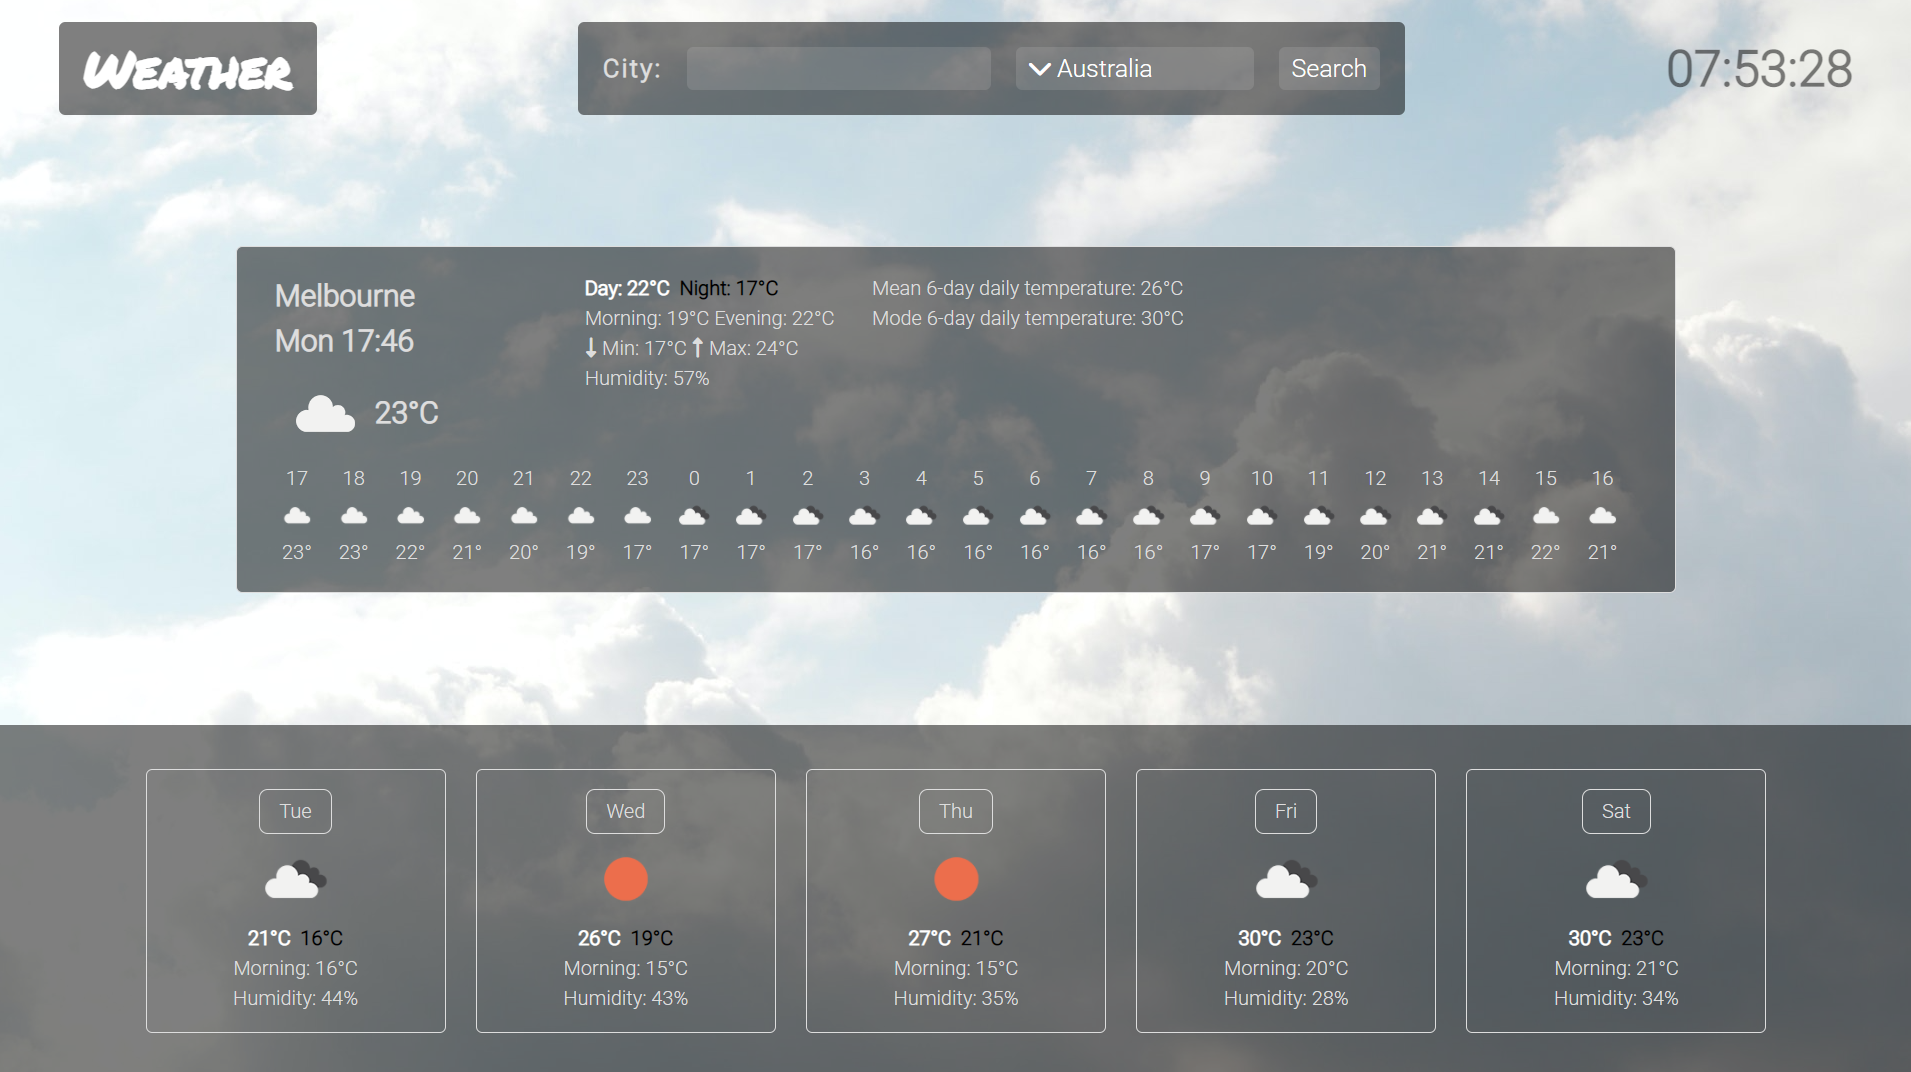 Weather
City:
Australia
Search
07:53:28
Melbourne
Mon 17:46
23°C
Day: 22°C Night: 17°C
Morning: 19°C Evening: 22°C
Min: 17°C Max: 24°C
Humidity: 57%
Mean 6-day daily temperature: 26°C
Mode 6-day daily temperature: 30°C
17 18 19 20 21 22 23 0 1 2 3 4 5 6 7 8 9 10 11 12 13 14 15 16
23° 23° 22° 21° 20° 19° 17° 17° 17° 17° 16° 16° 16° 16° 16° 16° 17° 17° 19° 20° 21° 21° 22° 21°
Tue
21°C 16°C
Morning: 16°C
Humidity: 44%
Wed
26°C 19°C
Morning: 15°C
Humidity: 43%
Thu
27°C 21°C
Morning: 15°C
Humidity: 35%
Fri
30°C 23°C
Morning: 20°C
Humidity: 28%
Sat
30°C 23°C
Morning: 21°C
Humidity: 34%